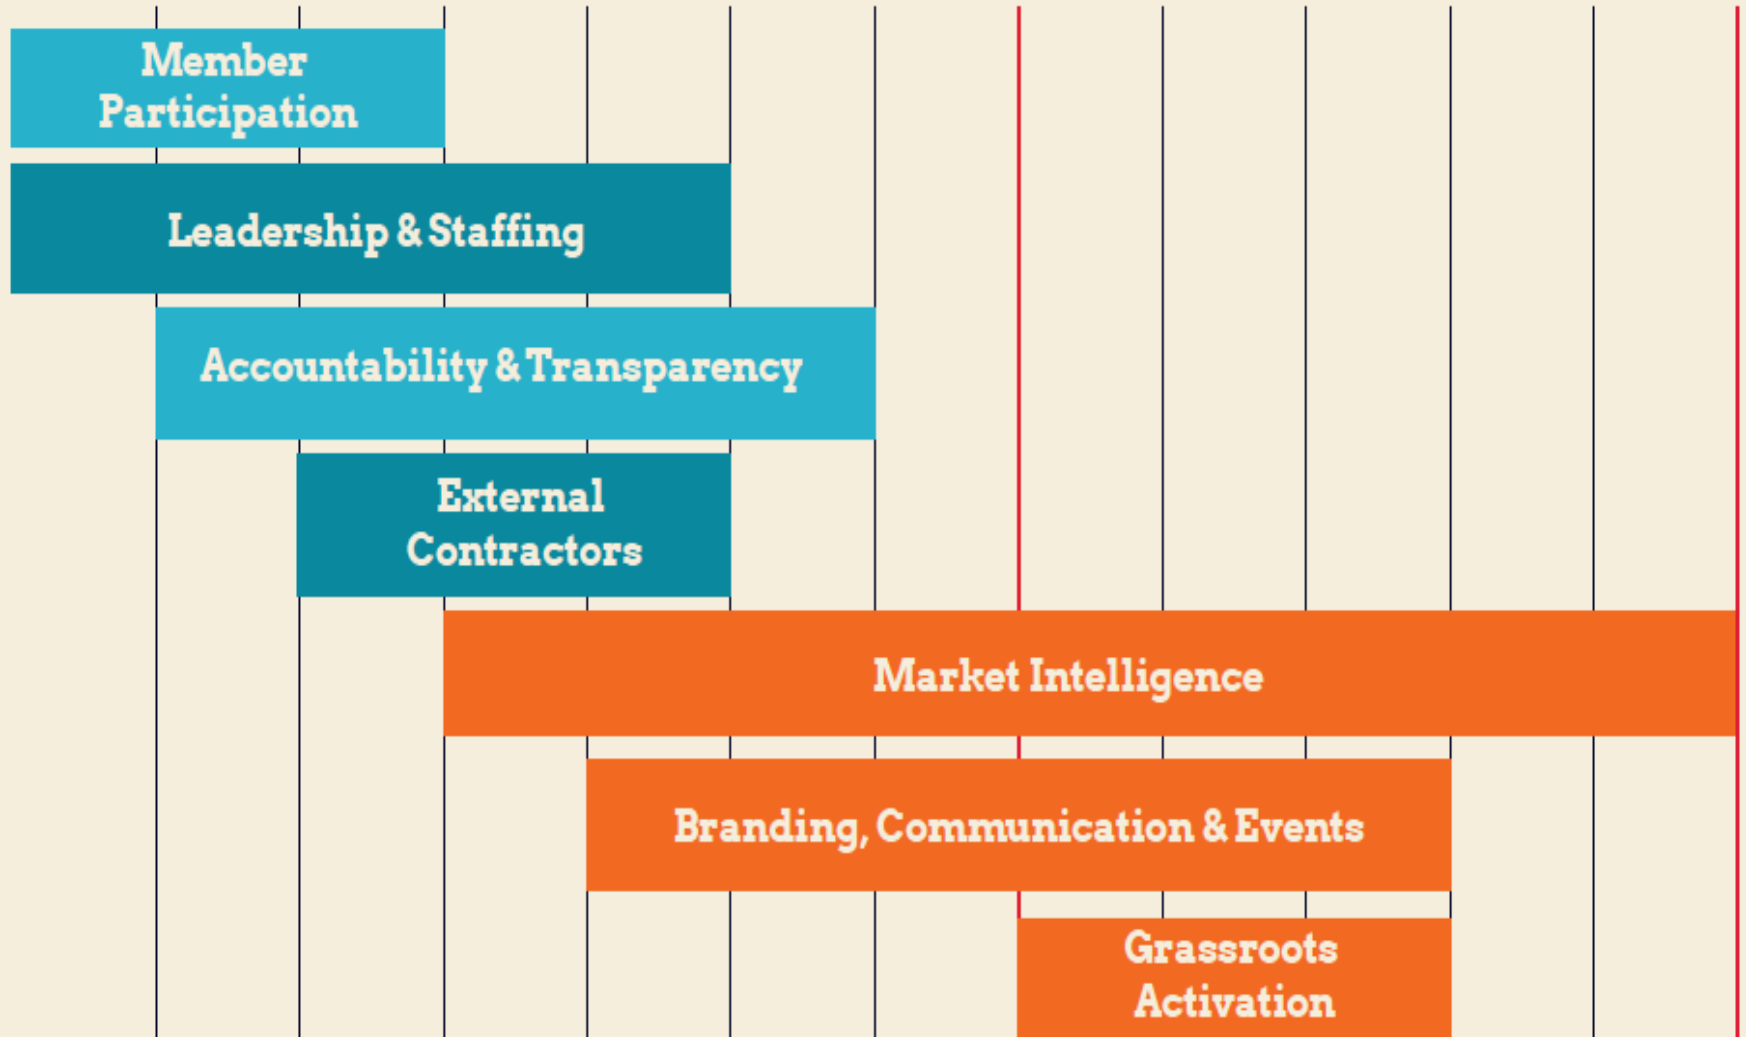 Member
Participation
Leadership & Staffing
Accountability & Transparency
External
Contractors
Market Intelligence
Branding, Communication & Events
Grassroots
Activation